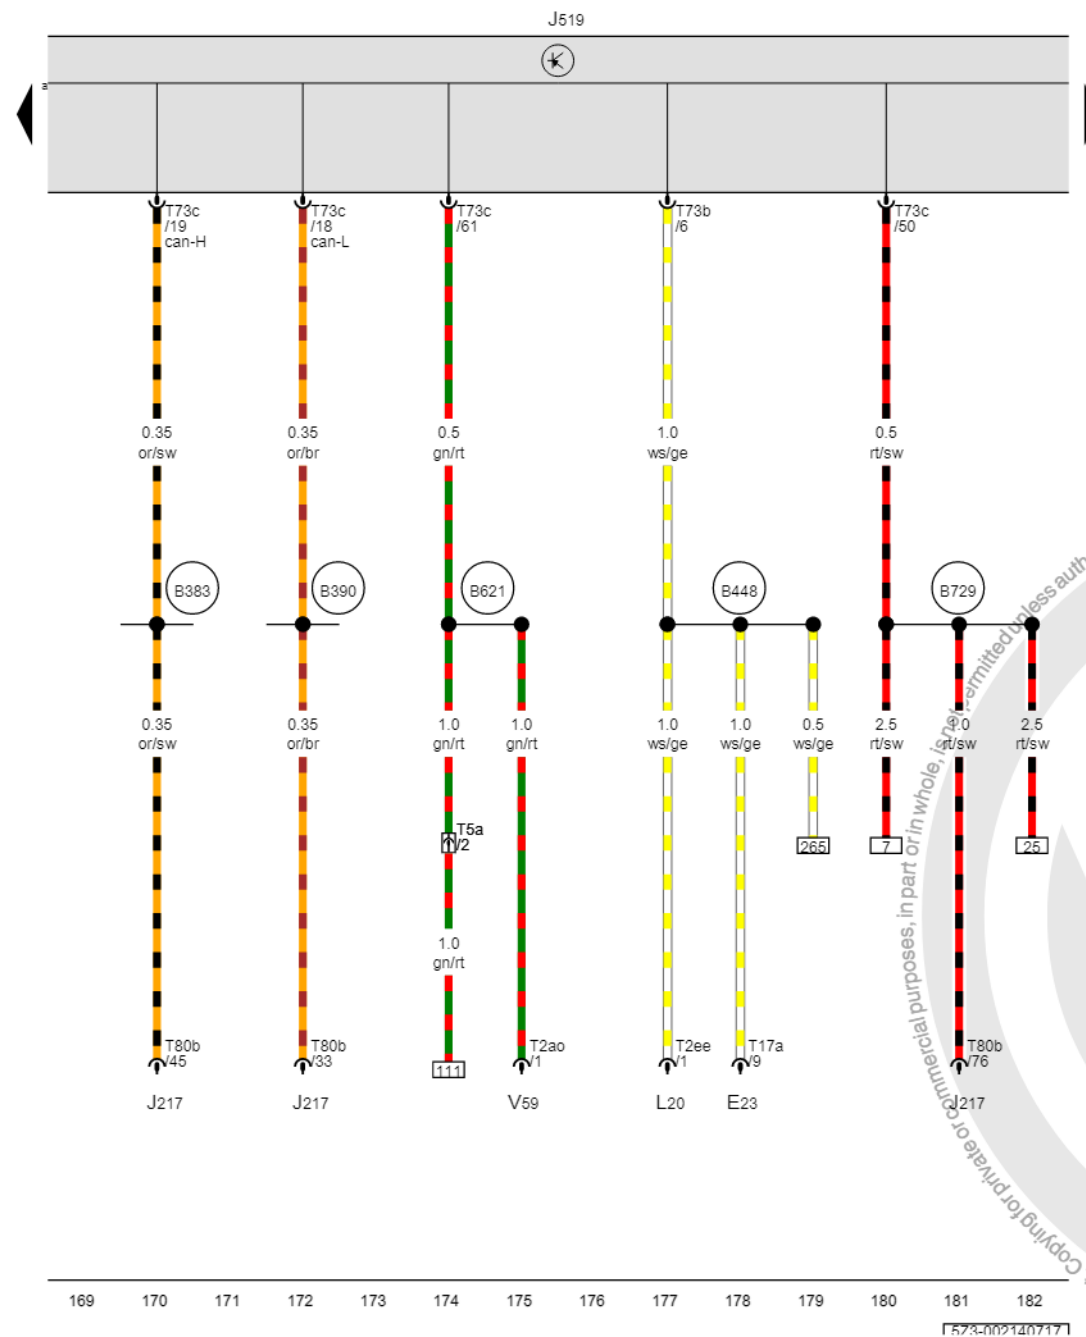 J519
a
T73c
/19
can-H
T73c
/18
can-L
T73c
/61
T73b
/6
T73c
/50
0.35
or/sw
0.35
or/br
0.5
gn/rt
1.0
ws/ge
0.5
rt/sw
B383
B390
B621
B448
B729
0.35
or/sw
0.35
or/br
1.0
gn/rt
1.0
gn/rt
1.0
ws/ge
1.0
ws/ge
0.5
ws/ge
2.5
rt/sw
1.0
rt/sw
2.5
rt/sw
T5a
/2
265
7
25
1.0
gn/rt
T80b
/45
T80b
/33
111
T2ao
/1
T2ee
/1
T17a
/9
T80b
/76
J217
J217
V59
L20
E23
J217
Copying for private or commercial purposes, in part or in whole, is not permitted unless auth
169 170 171 172 173 174 175 176 177 178 179 180 181 182
573-002140717